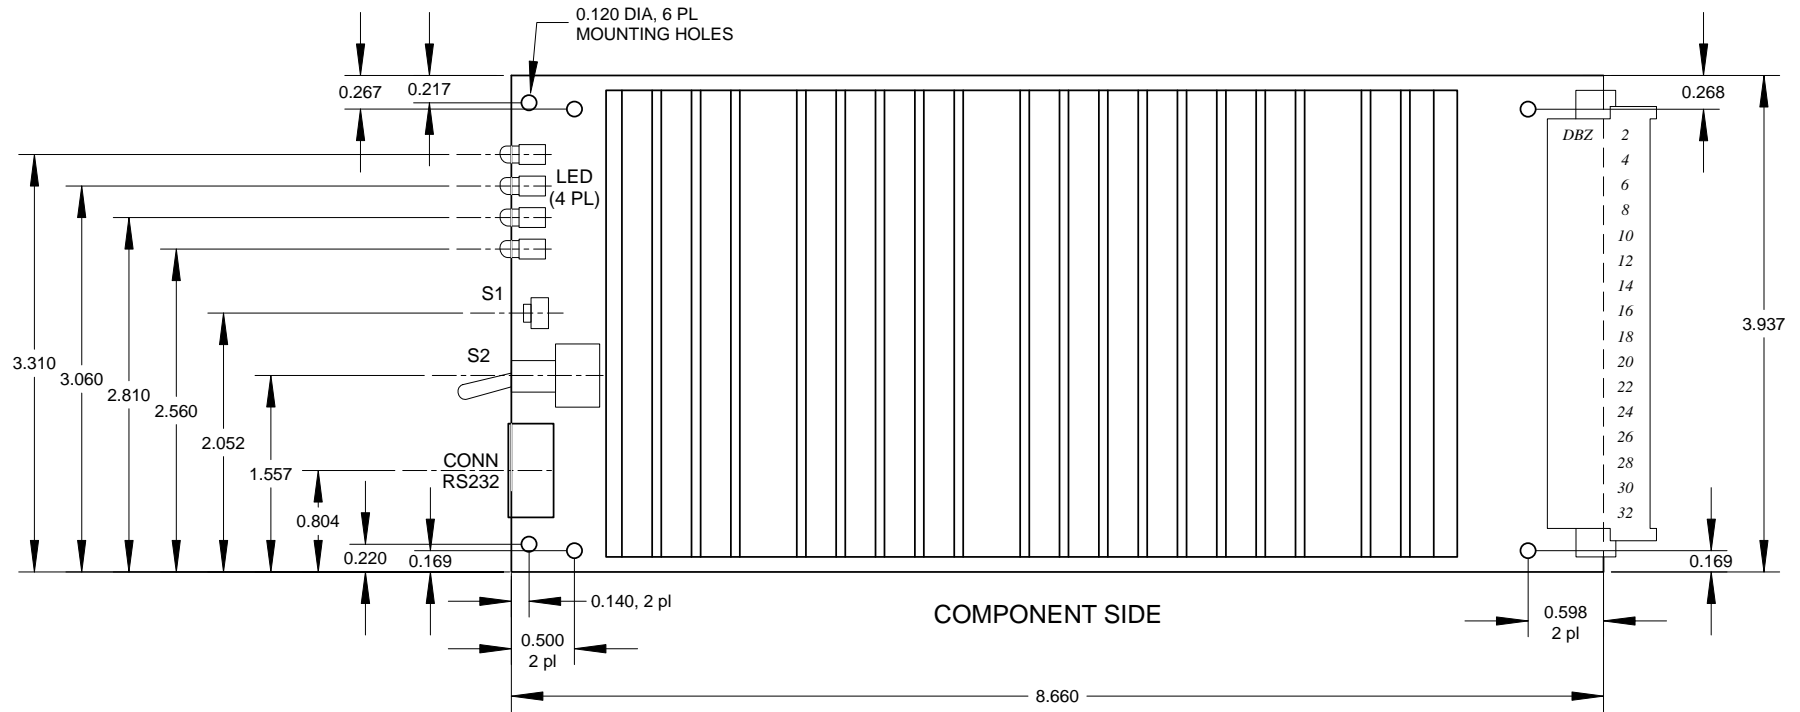 0.120 DIA, 6 PL
MOUNTING HOLES
0.267
0.217
0.268
DBZ
2
4
6
8
10
12
14
16
18
20
22
24
26
28
30
32
LED
(4 PL)
S1
S2
CONN
RS232
3.310
3.060
2.810
2.560
2.052
1.557
0.804
0.220
0.169
3.937
0.169
0.140, 2 pl
0.500
2 pl
COMPONENT SIDE
0.598
2 pl
8.660